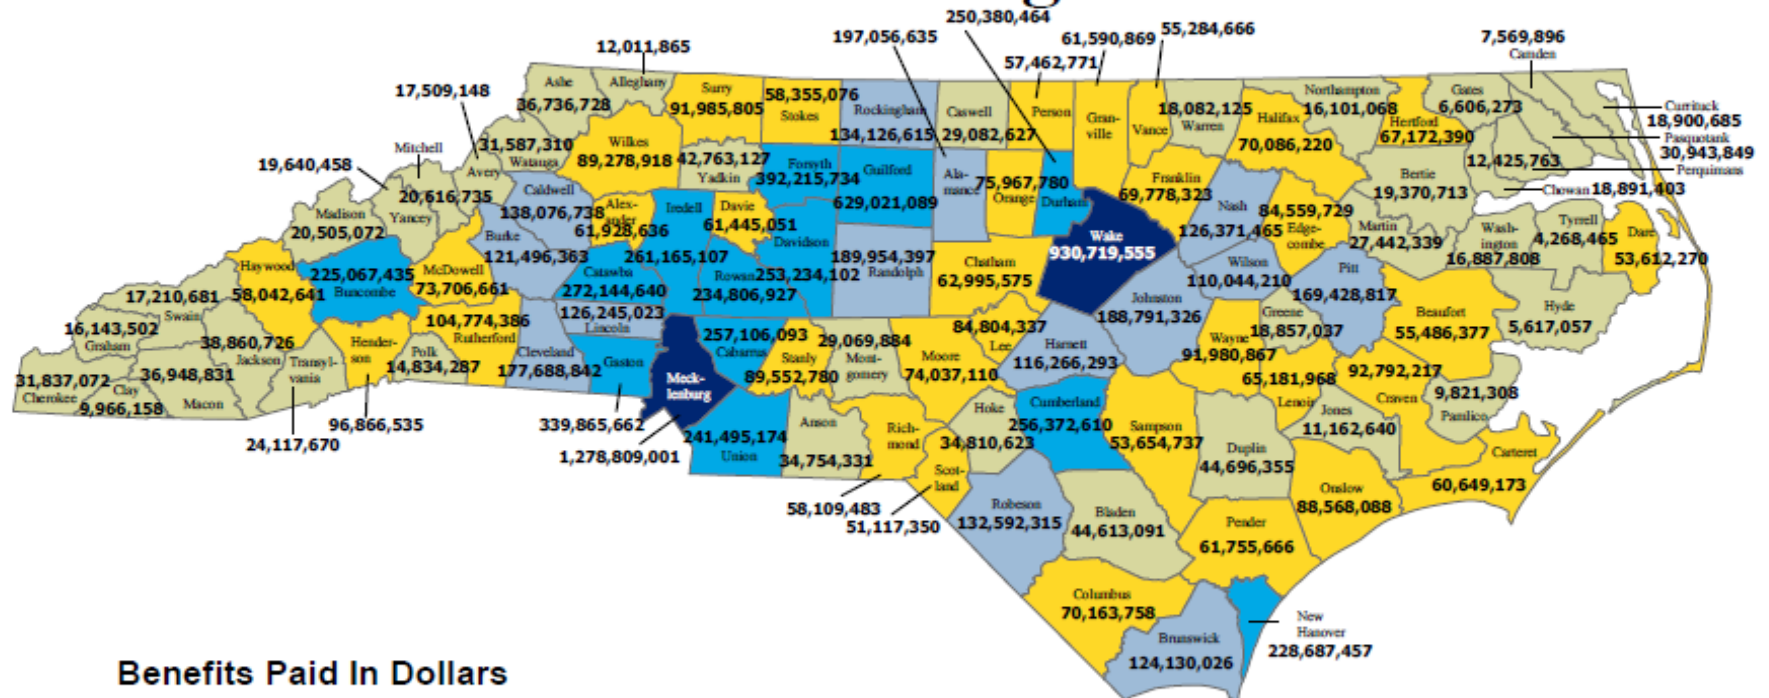 250,380,464
55,284,666
197,056,635
61,590,869
7,569,896
12,011,865
57,462,771
Camden
17,509,148
Ashe
36,736,728
Alleghany
Surry
91,985,805
58,355,076
Stokes
Rockingham
134,126,615
Caswell
29,082,627
Person
Gran-
ville
Vance
18,082,125
Warren
Northampton
16,101,068
Halifax
70,086,220
Hertford
67,172,390
Gates
6,606,273
Currituck
18,900,685
Pasquotank
30,943,849
Perquimans
12,425,763
Chowan 18,891,403
Bertie
19,370,713
19,640,458
Mitchell
31,587,310
Watauga
Wilkes
89,278,918
42,763,127
Yadkin
Forsyth
392,215,734
Guilford
629,021,089
Ala-
mance
75,967,780
Orange
Durham
Franklin
69,778,323
Nash
126,371,465
84,559,729
Edge-
combe
Martin
27,442,339
Wash-
ington
16,887,808
Tyrrell
4,268,465
Dare
53,612,270
Avery
20,616,735
Yancey
Madison
20,505,072
Caldwell
138,076,738
Alex-
ander
61,928,636
Iredell
261,165,107
Davie
61,445,051
Davidson
253,234,102
189,954,397
Randolph
Chatham
62,995,575
Wake
930,719,555
Wilson
110,044,210
Pitt
169,428,817
Beaufort
55,486,377
Hyde
5,617,057
Burke
121,496,363
McDowell
73,706,661
Haywood
58,042,641
225,067,435
Buncombe
Catawba
272,144,640
Rowan
234,806,927
126,245,023
Lincoln
104,774,386
Rutherford
17,210,681
Swain
16,143,502
Graham
38,860,726
Jackson
Transyl-
vania
Hender-
son
Polk
14,834,287
Cleveland
177,688,842
Gaston
Meck-
lenburg
257,106,093
Cabarrus
Stanly
89,552,780
29,069,884
Mont-
gomery
Moore
74,037,110
84,804,337
Lee
Harnett
116,266,293
Johnston
188,791,326
Wayne
91,980,867
Greene
18,857,037
65,181,968
Lenoir
92,792,217
Craven
Jones
11,162,640
9,821,308
Pamlico
31,837,072
Cherokee
Clay
9,966,158
36,948,831
Macon
24,117,670
96,866,535
339,865,662
1,278,809,001
241,495,174
Union
Anson
34,754,331
Rich-
mond
58,109,483
Scot-
land
51,117,350
Hoke
34,810,623
Cumberland
256,372,610
Sampson
53,654,737
Duplin
44,696,355
Onslow
88,568,088
Carteret
60,649,173
Robeson
132,592,315
Bladen
44,613,091
Pender
61,755,666
Columbus
70,163,758
Brunswick
124,130,026
New
Hanover
228,687,457
Benefits Paid In Dollars